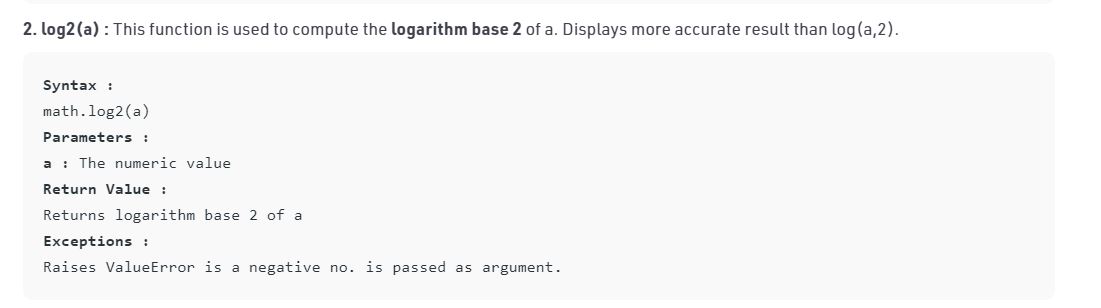 2. log2(a) : This function is used to compute the logarithm base 2 of a. Displays more accurate result than log(a,2).
Syntax :
math.log2(a)
Parameters :
a : The numeric value
Return Value :
Returns logarithm base 2 of a
Exceptions :
Raises ValueError is a negative no. is passed as argument.